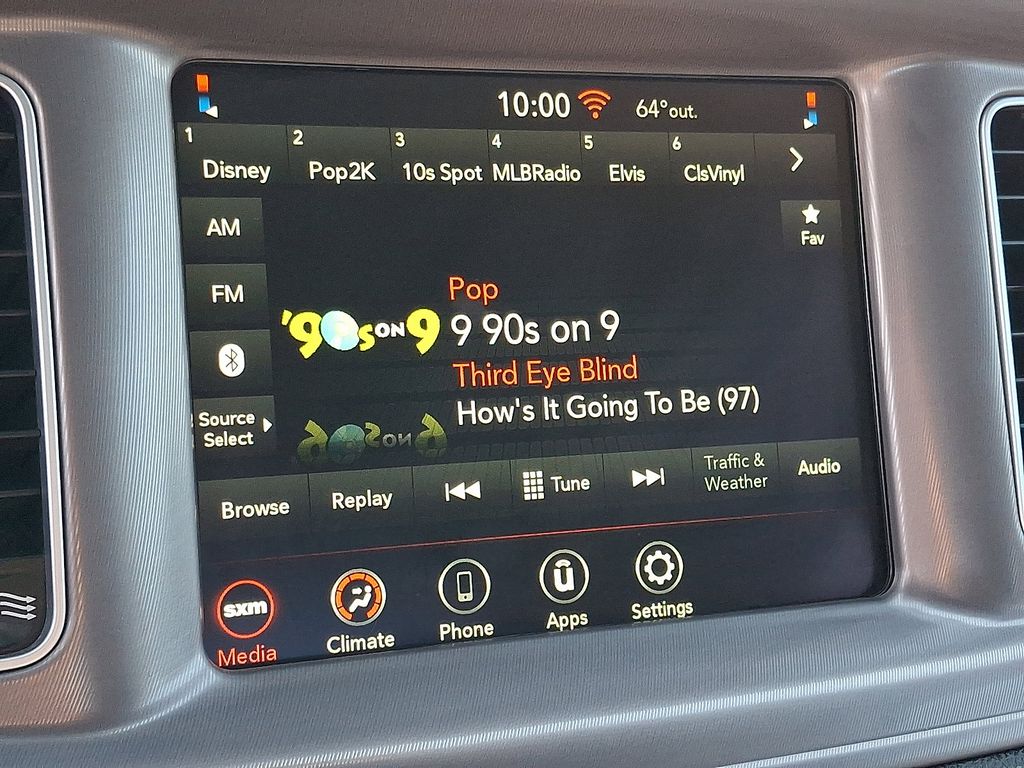 10:00 64°out.
1 2 3 4 5 6
Disney Pop2K 10s Spot MLBRadio Elvis ClsVinyl
AM
Fav
FM
Pop
'90s ON 9
9 90s on 9
Third Eye Blind
How's It Going To Be (97)
Source
Select
Browse Replay Tune Traffic &
Weather
Audio
sxm
Media Climate Phone Apps Settings